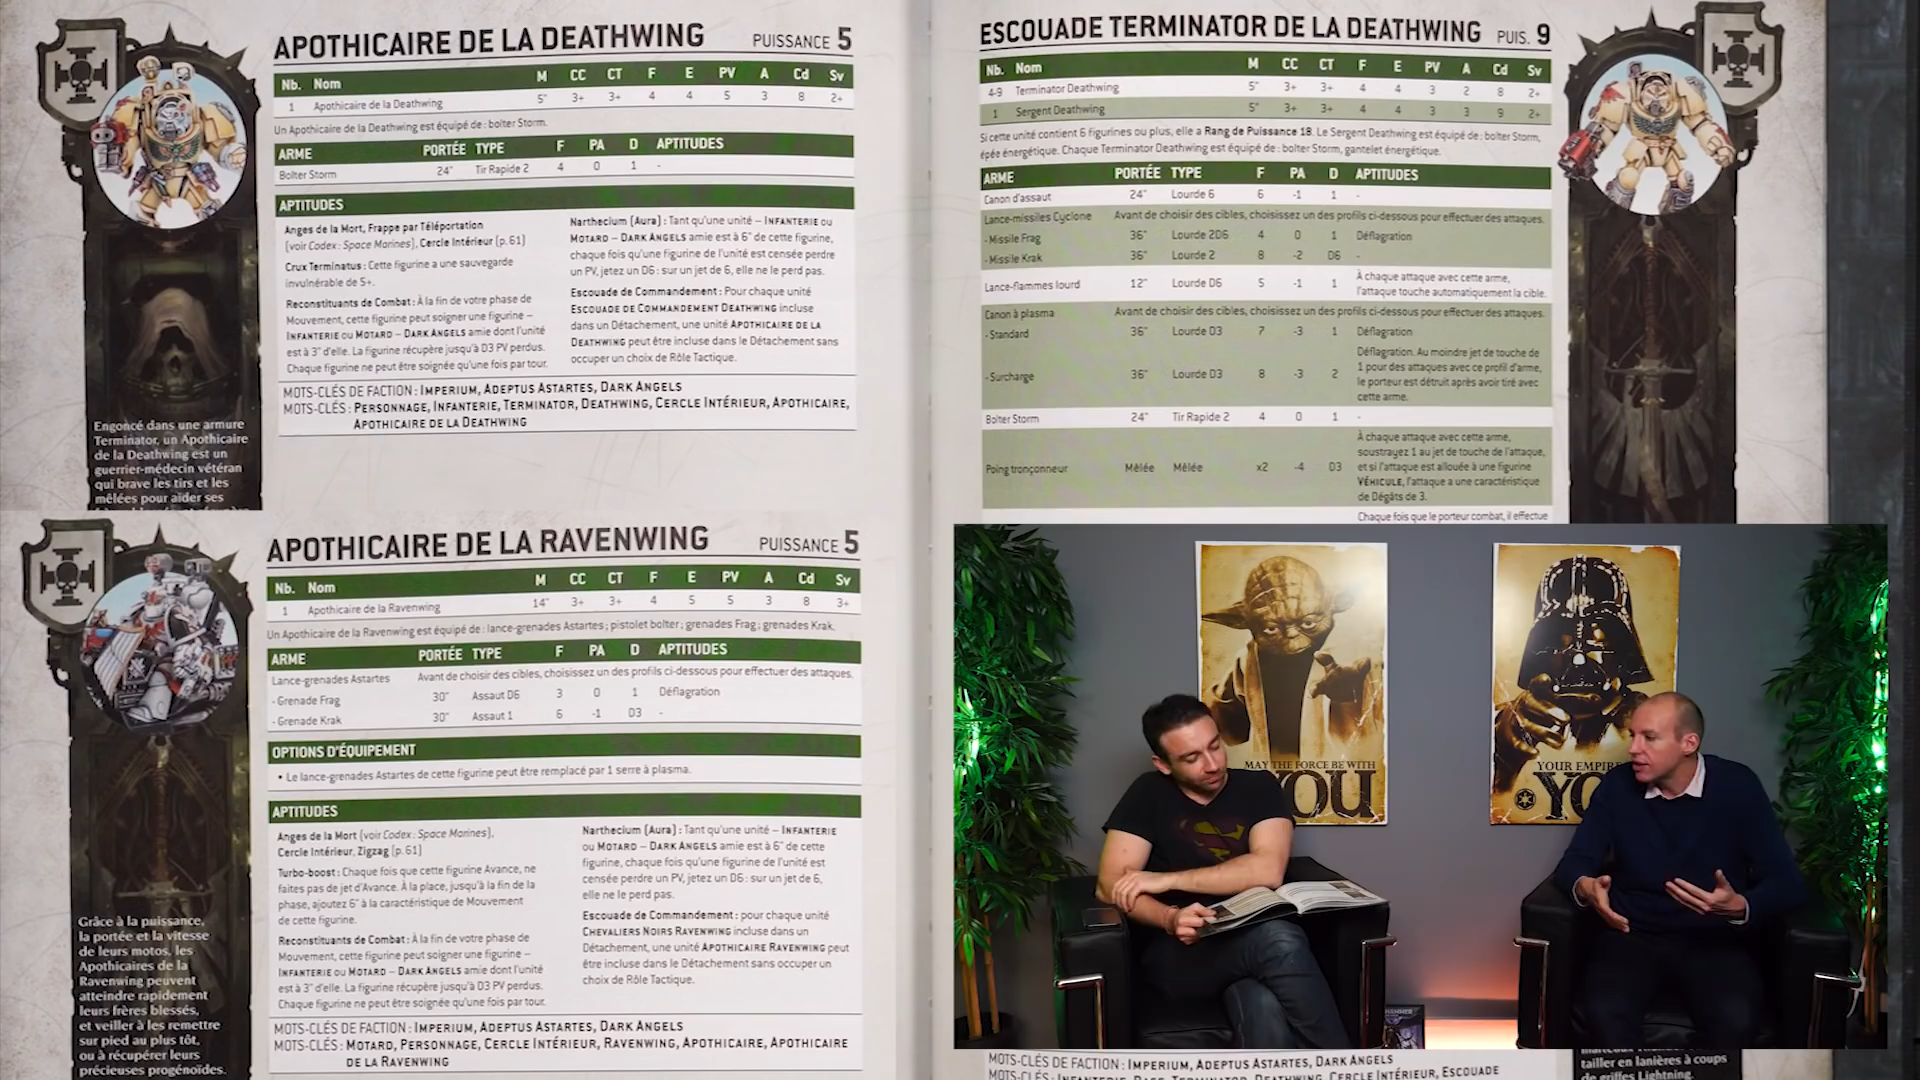 APOTHICAIRE DE LA DEATHWING PUISSANCE 5
Nb. Nom M CC CT F E PV A Cd Sv
1 Apothicaire de la Deathwing 5" 3+ 3+ 4 4 5 3 8 2+
Un Apothicaire de la Deathwing est équipé de : bolter Storm.
ARME PORTÉE TYPE F PA D APTITUDES
Bolter Storm 24" Tir Rapide 2 4 0 1 -
APTITUDES
Anges de la Mort, Frappe par Téléportation
(voir Codex : Space Marines), Cercle Intérieur (p.61)
Crux Terminatus : Cette figurine a une sauvegarde
invulnérable de 5+.
Reconstituants de Combat : À la fin de votre phase de
Mouvement, cette figurine peut soigner une figurine –
INFANTERIE OU MOTARD – DARK ANGELS amie dont l'unité
est à 3" d'elle. La figurine récupère jusqu'à D3 PV perdus.
Chaque figurine ne peut être soignée qu'une fois par tour.
Narthecium (Aura) : Tant qu'une unité – INFANTERIE OU
MOTARD – DARK ANGELS amie est à 6" de cette figurine,
chaque fois qu'une figurine de l'unité est censée perdre
un PV, jetez un D6 : sur un jet de 6, elle ne le perd pas.
Escouade de Commandement : Pour chaque unité
ESCOUADE DE COMMANDEMENT DEATHWING incluse
dans un Détachement, une unité APOTHICAIRE DE LA
DEATHWING peut être incluse dans le Détachement sans
occuper un choix de Rôle Tactique.
MOTS-CLÉS DE FACTION : IMPERIUM, ADEPTUS ASTARTES, DARK ANGELS
MOTS-CLÉS : PERSONNAGE, INFANTERIE, TERMINATOR, DEATHWING, CERCLE INTÉRIEUR, APOTHICAIRE,
APOTHICAIRE DE LA DEATHWING
Engoncé dans une armure
Terminator, un Apothicaire
de la Deathwing est un
guerrier-médecin vétéran
qui brave les tirs et les
mêlées pour aider ses
APOTHICAIRE DE LA RAVENWING PUISSANCE 5
Nb. Nom M CC CT F E PV A Cd Sv
1 Apothicaire de la Ravenwing 14" 3+ 3+ 4 5 5 3 8 3+
Un Apothicaire de la Ravenwing est équipé de : lance-grenades Astartes ; pistolet bolter ; grenades Frag ; grenades Krak.
ARME PORTÉE TYPE F PA D APTITUDES
Lance-grenades Astartes Avant de choisir des cibles, choisissez un des profils ci-dessous pour effectuer des attaques.
- Grenade Frag 30" Assaut D6 3 0 1 Déflagration
- Grenade Krak 30" Assaut 1 6 -1 D3 -
OPTIONS D'ÉQUIPEMENT
• Le lance-grenades Astartes de cette figurine peut être remplacé par 1 serre à plasma.
APTITUDES
Anges de la Mort (voir Codex : Space Marines),
Cercle Intérieur, Zigzag (p.61)
Turbo-boost : Chaque fois que cette figurine Avance, ne
faites pas de jet d'Avance. À la place, jusqu'à la fin de la
phase, ajoutez 6" à la caractéristique de Mouvement
de cette figurine.
Reconstituants de Combat : À la fin de votre phase de
Mouvement, cette figurine peut soigner une figurine –
INFANTERIE OU MOTARD – DARK ANGELS amie dont l'unité
est à 3" d'elle. La figurine récupère jusqu'à D3 PV perdus.
Chaque figurine ne peut être soignée qu'une fois par tour.
Narthecium (Aura) : Tant qu'une unité – INFANTERIE
OU MOTARD – DARK ANGELS amie est à 6" de cette
figurine, chaque fois qu'une figurine de l'unité est
censée perdre un PV, jetez un D6 : sur un jet de 6,
elle ne le perd pas.
Escouade de Commandement : pour chaque unité
CHEVALIERS NOIRS RAVENWING incluse dans un
Détachement, une unité APOTHICAIRE RAVENWING peut
être incluse dans le Détachement sans occuper un
choix de Rôle Tactique.
MOTS-CLÉS DE FACTION : IMPERIUM, ADEPTUS ASTARTES, DARK ANGELS
MOTS-CLÉS : MOTARD, PERSONNAGE, CERCLE INTÉRIEUR, RAVENWING, APOTHICAIRE, APOTHICAIRE
DE LA RAVENWING
Grâce à la puissance,
la portée et la vitesse
de leurs motos, les
Apothicaires de la
Ravenwing peuvent
atteindre rapidement
leurs frères blessés,
et veiller à les remettre
sur pied au plus tôt,
ou à récupérer leurs
précieuses progénoïdes.
ESCOUADE TERMINATOR DE LA DEATHWING PUIS. 9
Nb. Nom M CC CT F E PV A Cd Sv
4-9 Terminator Deathwing 5" 3+ 3+ 4 4 3 2 8 2+
1 Sergent Deathwing 5" 3+ 3+ 4 4 3 3 9 2+
Si cette unité contient 6 figurines ou plus, elle a Rang de Puissance 18. Le Sergent Deathwing est équipé de : bolter Storm,
épée énergétique. Chaque Terminator Deathwing est équipé de : bolter Storm, gantelet énergétique.
ARME PORTÉE TYPE F PA D APTITUDES
Canon d'assaut 24" Lourde 6 6 -1 1 -
Lance-missiles Cyclone Avant de choisir des cibles, choisissez un des profils ci-dessous pour effectuer des attaques.
- Missile Frag 36" Lourde 2D6 4 0 1 Déflagration
- Missile Krak 36" Lourde 2 8 -2 D6 -
Lance-flammes lourd 12" Lourde D6 5 -1 1 À chaque attaque avec cette arme,
l'attaque touche automatiquement la cible.
Canon à plasma Avant de choisir des cibles, choisissez un des profils ci-dessous pour effectuer des attaques.
- Standard 36" Lourde D3 7 -3 1 Déflagration
- Surcharge 36" Lourde D3 8 -3 2 Déflagration. Au moindre jet de touche de
1 pour des attaques avec ce profil d'arme,
le porteur est détruit après avoir tiré avec
cette arme.
Bolter Storm 24" Tir Rapide 2 4 0 1 -
Poing tronçonneur Mêlée Mêlée x2 -4 D3 À chaque attaque avec cette arme,
soustrayez 1 au jet de touche de l'attaque,
et si l'attaque est allouée à une figurine
VÉHICULE, l'attaque a une caractéristique
de Dégâts de 3.
Chaque fois que le porteur combat, il effectue
MAY THE FORCE BE WITH
YOU
YOUR EMPIRE
MOTS-CLÉS DE FACTION : IMPERIUM, ADEPTUS ASTARTES, DARK ANGELS
tailler en lanières à coups
de griffes Lightning.